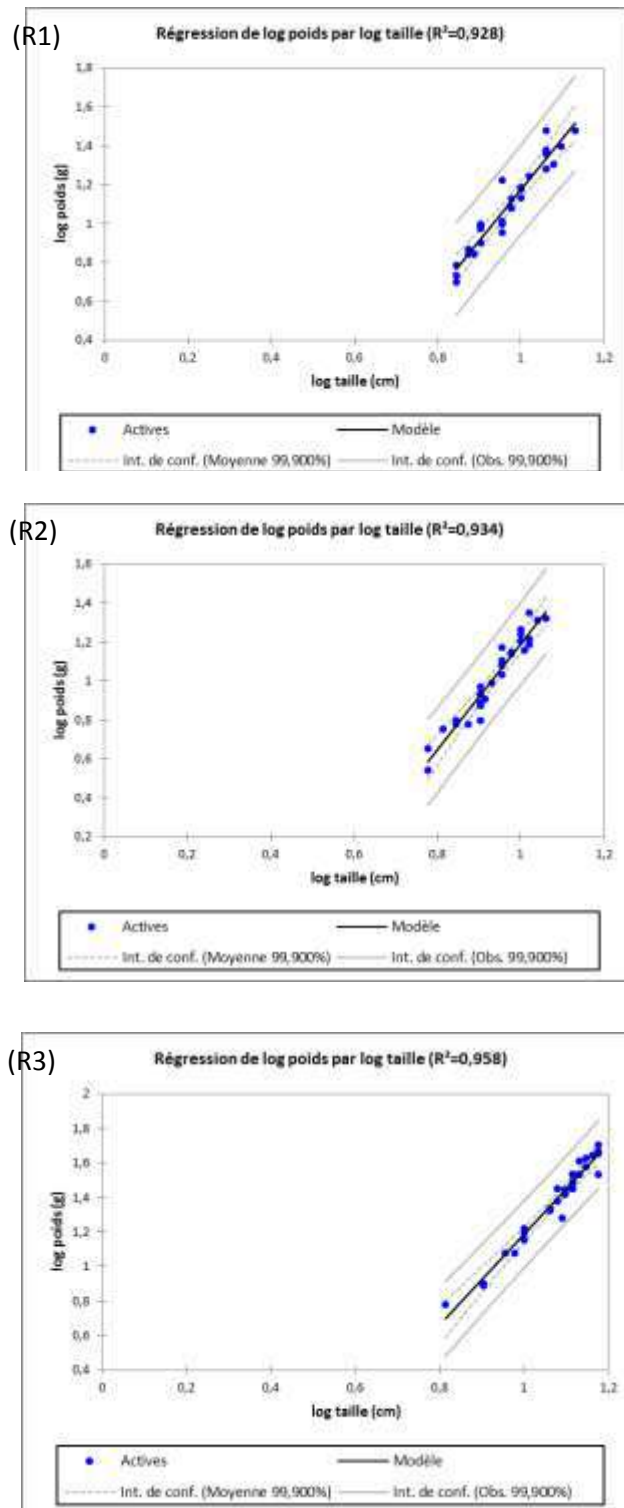 (R1)
Régression de log poids par log taille (R²=0,928)
1,8
1,6
1,4
1,2
1
0,8
0,6
0,4
log poids (g)
0 0,2 0,4 0,6 0,8 1 1,2
log taille (cm)
Actives Modèle
Int. de conf. (Moyenne 99,900%) Int. de conf. (Obs. 99,900%)
(R2)
Régression de log poids par log taille (R²=0,934)
1,6
1,4
1,2
1
0,8
0,6
0,4
0,2
log poids (g)
0 0,2 0,4 0,6 0,8 1 1,2
log taille (cm)
Actives Modèle
Int. de conf. (Moyenne 99,900%) Int. de conf. (Obs. 99,900%)
(R3)
Régression de log poids par log taille (R²=0,958)
2
1,8
1,6
1,4
1,2
1
0,8
0,6
0,4
log poids (g)
0 0,2 0,4 0,6 0,8 1 1,2
log taille (cm)
Actives Modèle
Int. de conf. (Moyenne 99,900%) Int. de conf. (Obs. 99,900%)